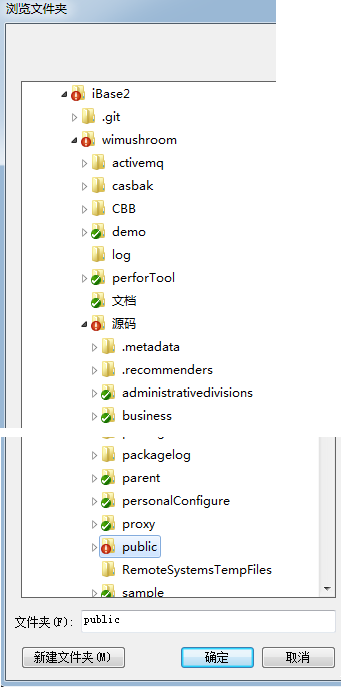 浏览文件夹
iBase2
.git
wimushroom
activemq
casbak
CBB
demo
log
perforTool
文档
源码
.metadata
.recommenders
administrativedivisions
business
packagelog
parent
personalConfigure
proxy
public
RemoteSystemsTempFiles
sample
文件夹(F): public
新建文件夹(M) 确定 取消